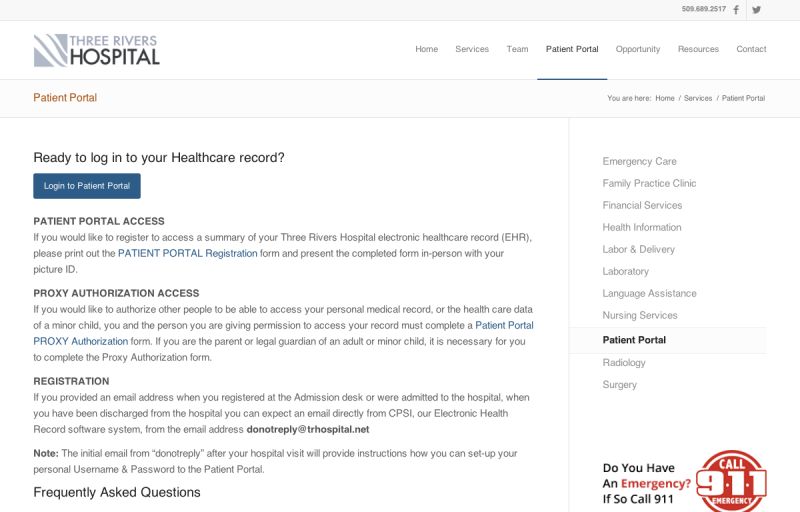 509.689.2517
THREE RIVERS
HOSPITAL
Home Services Team Patient Portal Opportunity Resources Contact
Patient Portal
You are here: Home / Services / Patient Portal
Ready to log in to your Healthcare record?
Login to Patient Portal
PATIENT PORTAL ACCESS
If you would like to register to access a summary of your Three Rivers Hospital electronic healthcare record (EHR),
please print out the PATIENT PORTAL Registration form and present the completed form in-person with your
picture ID.
PROXY AUTHORIZATION ACCESS
If you would like to authorize other people to be able to access your personal medical record, or the health care data
of a minor child, you and the person you are giving permission to access your record must complete a Patient Portal
PROXY Authorization form. If you are the parent or legal guardian of an adult or minor child, it is necessary for you
to complete the Proxy Authorization form.
REGISTRATION
If you provided an email address when you registered at the Admission desk or were admitted to the hospital, when
you have been discharged from the hospital you can expect an email directly from CPSI, our Electronic Health
Record software system, from the email address donotreply@trhospital.net
Note: The initial email from “donotreply” after your hospital visit will provide instructions how you can set-up your
personal Username & Password to the Patient Portal.
Frequently Asked Questions
Emergency Care
Family Practice Clinic
Financial Services
Health Information
Labor & Delivery
Laboratory
Language Assistance
Nursing Services
Patient Portal
Radiology
Surgery
Do You Have
An Emergency?
If So Call 911
CALL
911
EMERGENCY